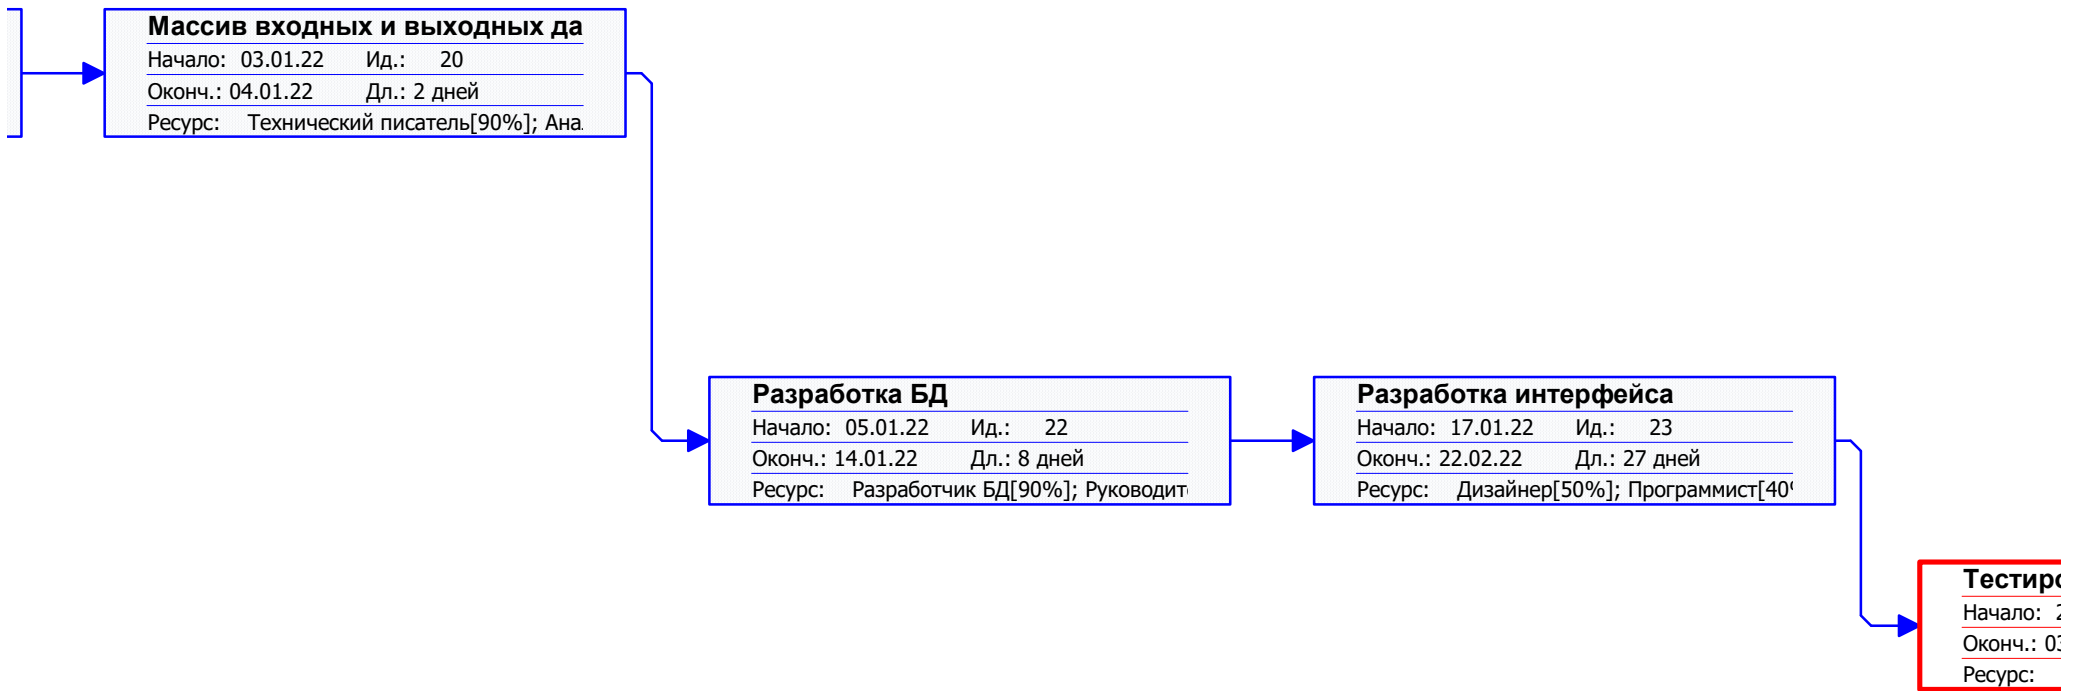 Массив входных и выходных да
Начало: 03.01.22 Ид.: 20
Оконч.: 04.01.22 Дл.: 2 дней
Ресурс: Технический писатель[90%]; Ана
Разработка БД
Начало: 05.01.22 Ид.: 22
Оконч.: 14.01.22 Дл.: 8 дней
Ресурс: Разработчик БД[90%]; Руководит
Разработка интерфейса
Начало: 17.01.22 Ид.: 23
Оконч.: 22.02.22 Дл.: 27 дней
Ресурс: Дизайнер[50%]; Программист[40
Тестиро
Начало: 2
Оконч.: 03
Ресурс: